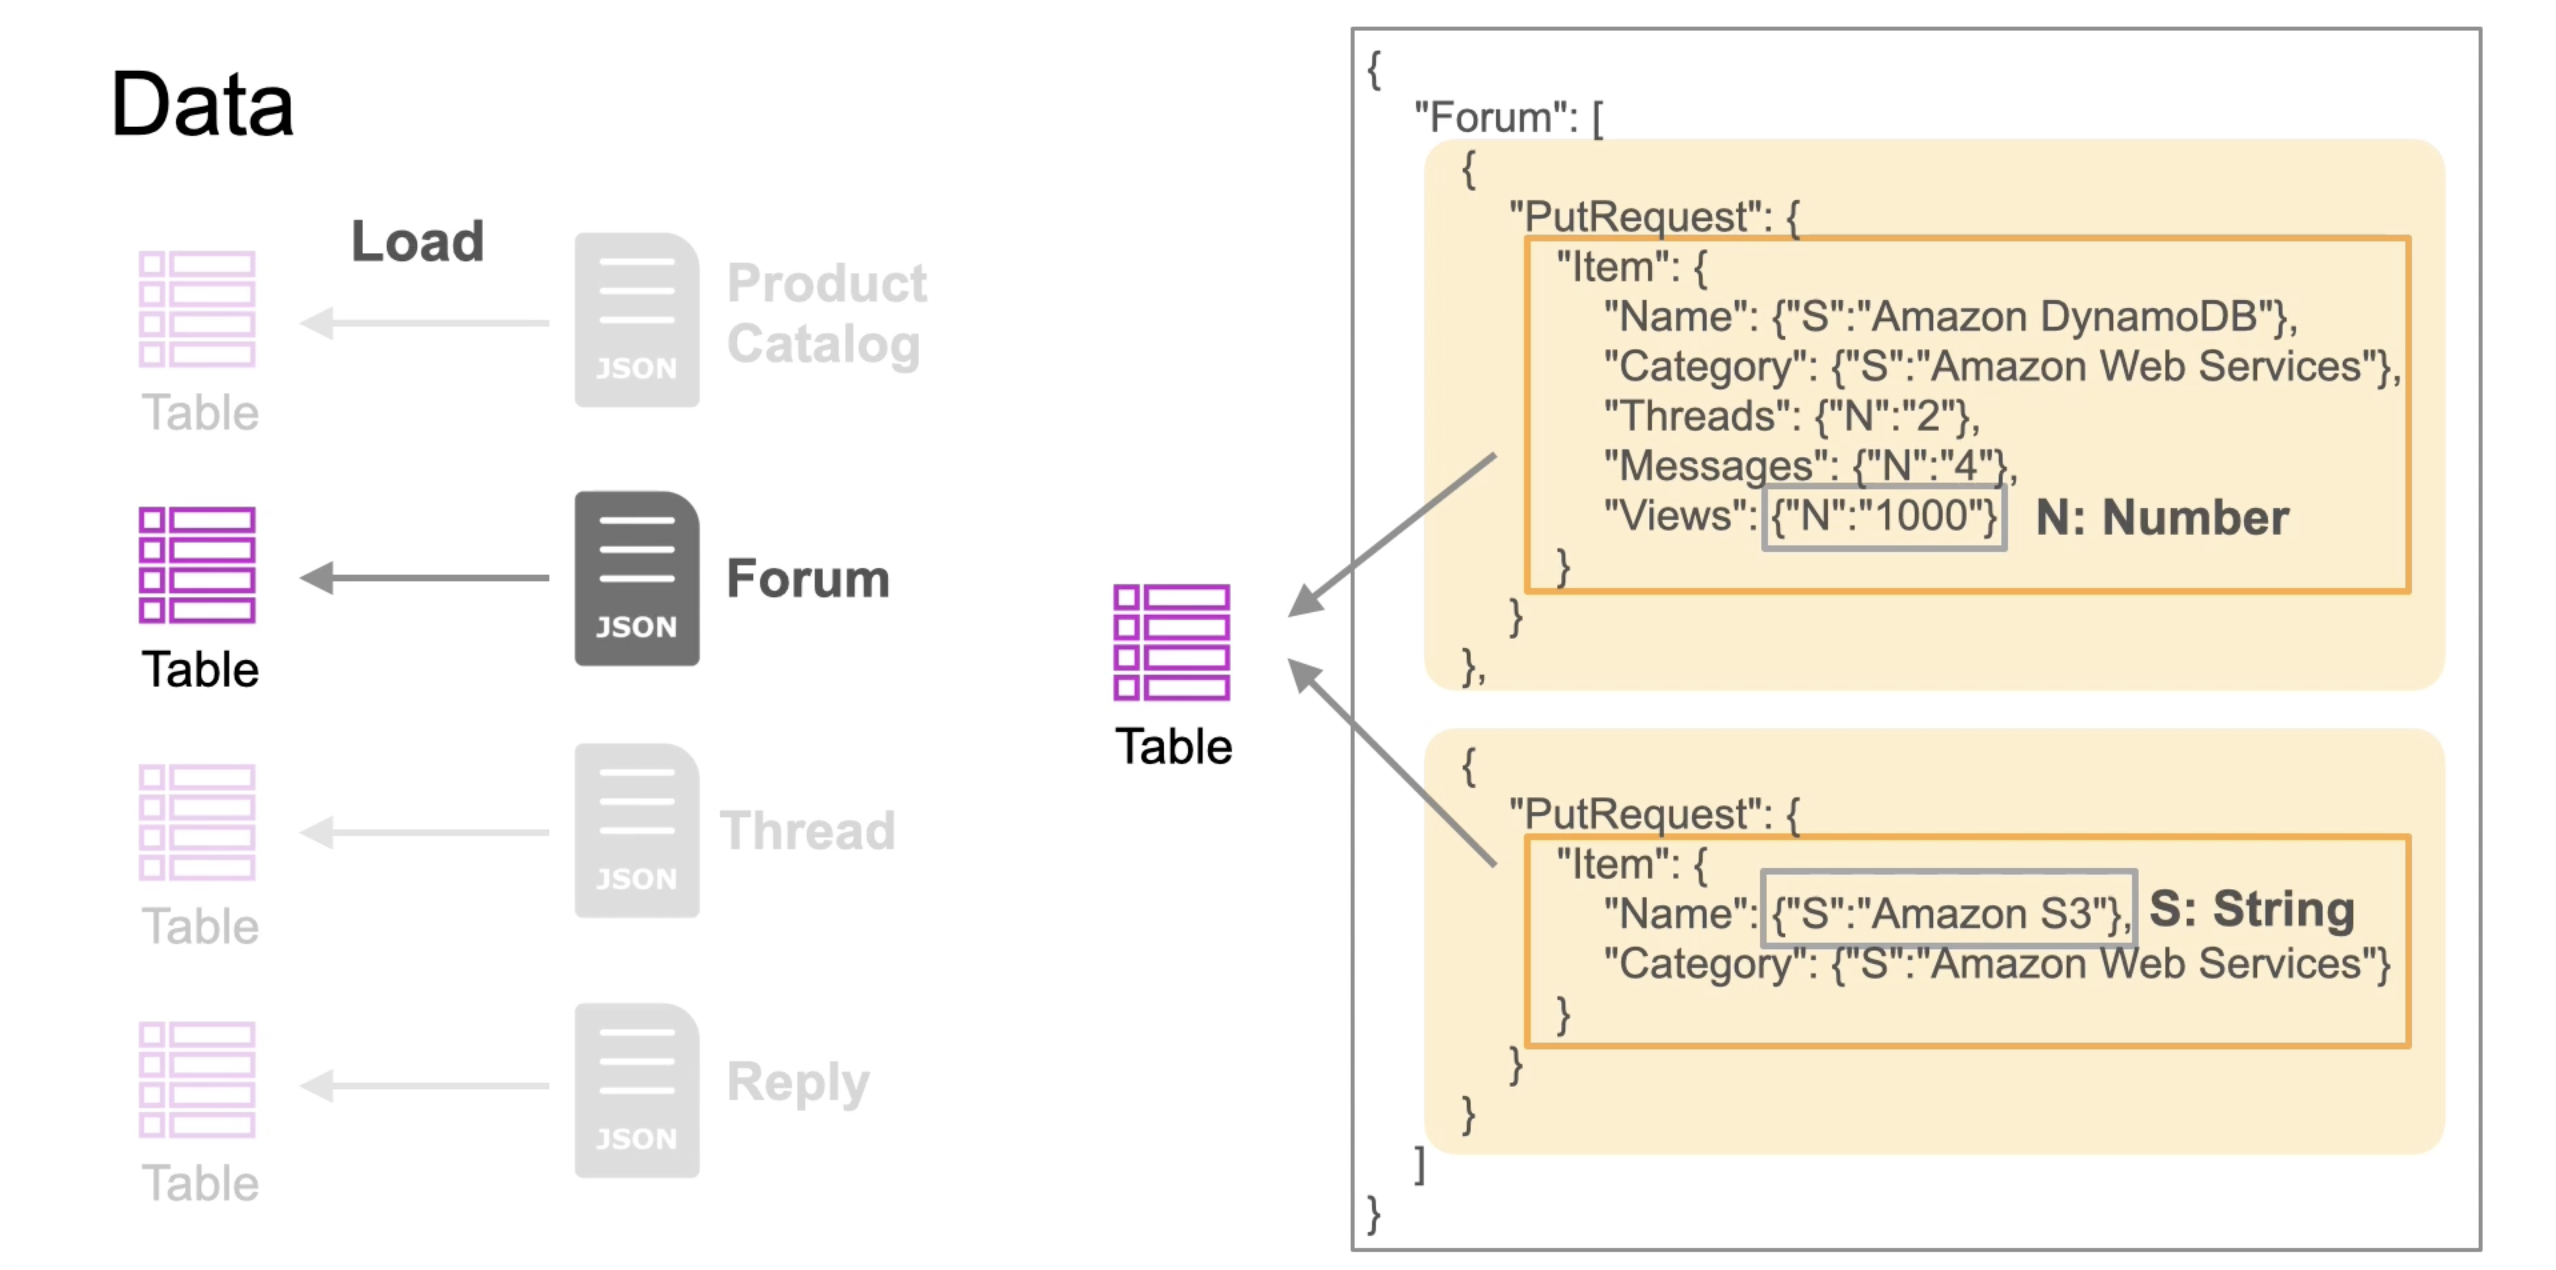 Data
Load
JSON
Product
Catalog
Table
JSON
Forum
Table
JSON
Thread
Table
JSON
Reply
Table
Table
{
"Forum": [
{
"PutRequest": {
"Item": {
"Name": {"S":"Amazon DynamoDB"},
"Category": {"S":"Amazon Web Services"},
"Threads": {"N":"2"},
"Messages": {"N":"4"},
"Views": {"N":"1000"} N: Number
}
}
},
{
"PutRequest": {
"Item": {
"Name": {"S":"Amazon S3"}, S: String
"Category": {"S":"Amazon Web Services"}
}
}
}
]
}